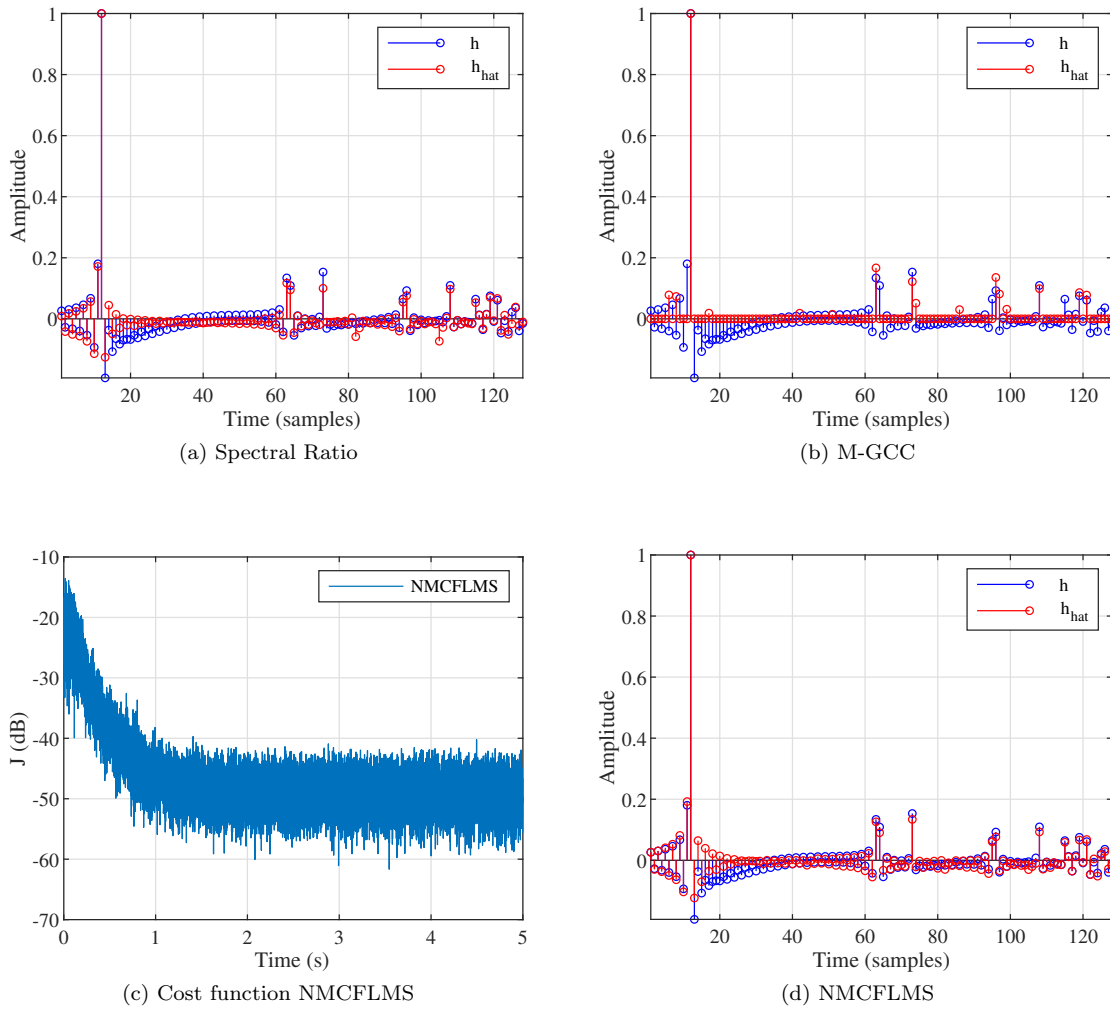 1
0.8
0.6
0.4
0.2
0
Amplitude
20 40 60 80 100 120
Time (samples)
h
h_hat
(a) Spectral Ratio
1
0.8
0.6
0.4
0.2
0
Amplitude
20 40 60 80 100 120
Time (samples)
h
h_hat
(b) M-GCC
-10
-20
-30
-40
-50
-60
-70
J (dB)
0 1 2 3 4 5
Time (s)
NMCFLMS
(c) Cost function NMCFLMS
1
0.8
0.6
0.4
0.2
0
Amplitude
20 40 60 80 100 120
Time (samples)
h
h_hat
(d) NMCFLMS